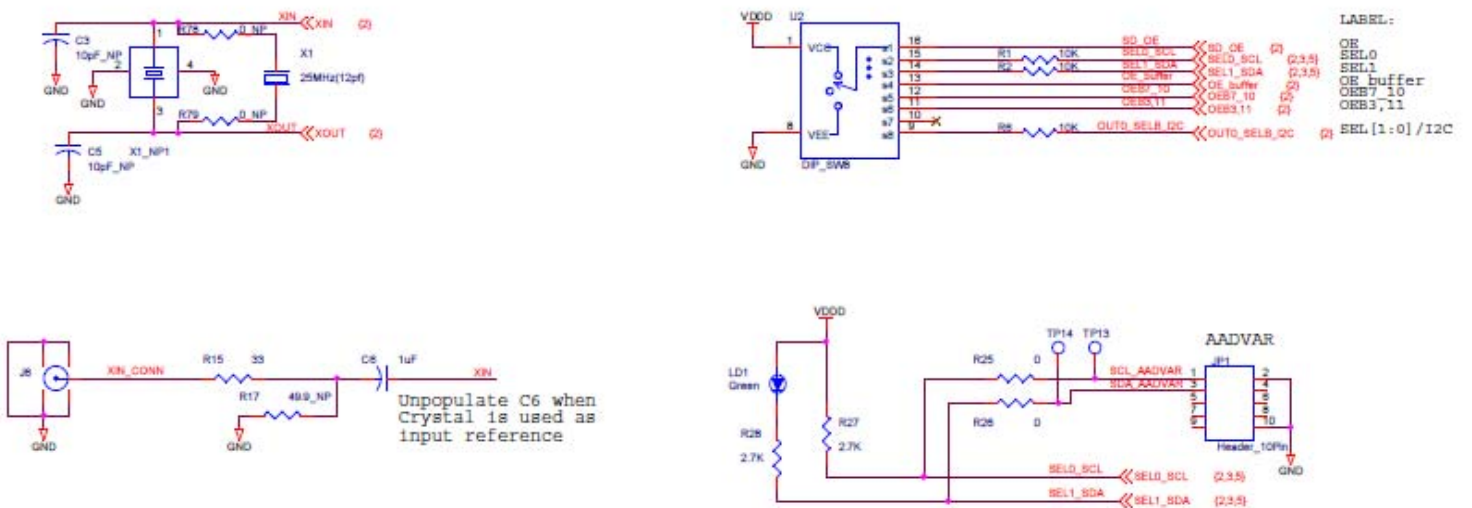 XIN
XIN {2}
C3
10pF_NP
R78
0_NP
1
2
4
3
GND
GND
GND
X1
25MHz(12pf)
R79
0_NP
XOUT
XOUT {2}
C5
10pF_NP
X1_NP1
GND
VDDD
U2
1
VCC
8
VEE
GND
DIP_SW8
s1 16 SD_OE SD_OE {2}
s2 15 R1 10K SEL0_SCL SEL0_SCL {2,3,5}
s3 14 R2 10K SEL1_SDA SEL1_SDA {2,3,5}
s4 13 OE_buffer OE_buffer {2}
s5 12 OEB7_10 OEB7_10 {2}
s6 11 OEB3,11 OEB3,11 {2}
s7 10
s8 9 R6 10K OUT0_SELB_I2C OUT0_SELB_I2C {2}
LABEL:
OE
SEL0
SEL1
OE_buffer
OEB7_10
OEB3,11
SEL[1:0]/I2C
J6
GND
XIN_CONN
R15 33
R17 49.9_NP
GND
C6 1uF
XIN
Unpopulate C6 when
Crystal is used as
input reference
VDDD
LD1
Green
R28
2.7K
R27
2.7K
TP14 TP13
R25 0
R26 0
AADVAR
JP1
SCL_AADVAR 1 2
SDA_AADVAR 3 4
5 6
7 8
9 10
Header_10Pin
GND
SEL0_SCL SEL0_SCL {2,3,5}
SEL1_SDA SEL1_SDA {2,3,5}